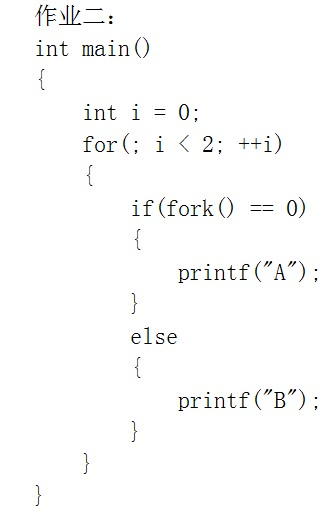 作业二：
int main()
{
    int i = 0;
    for(; i < 2; ++i)
    {
        if(fork() == 0)
        {
            printf("A");
        }
        else
        {
            printf("B");
        }
    }
}